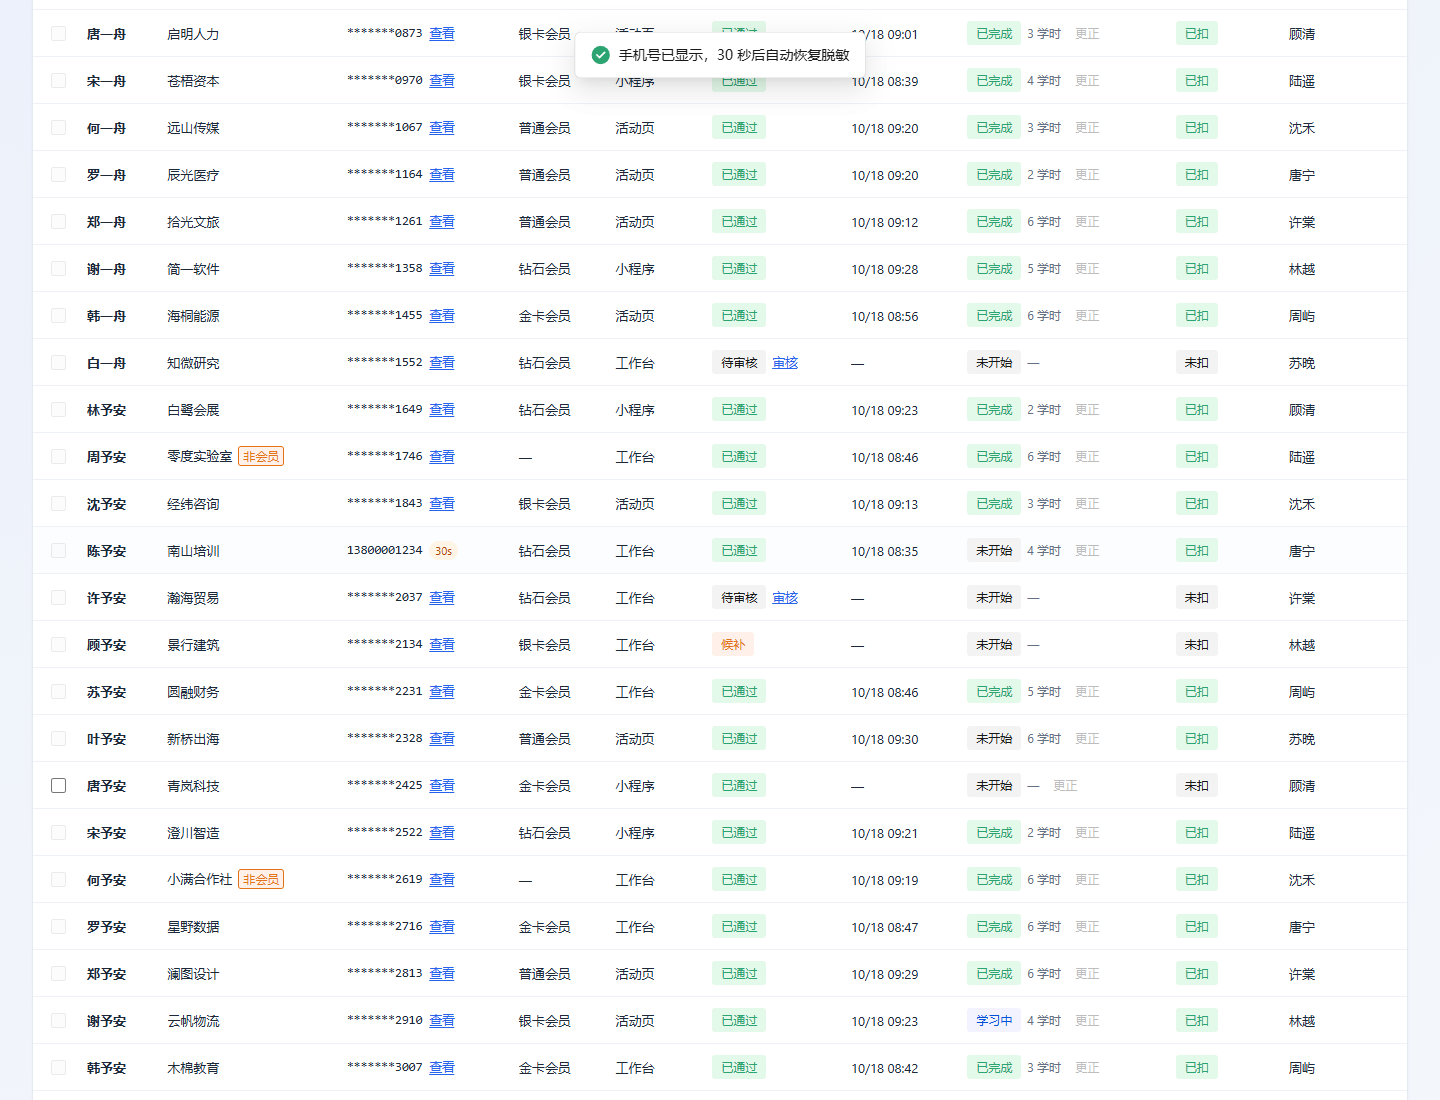 唐一舟 启明人力 *******0873 查看 银卡会员 10/18 09:01 已完成 3 学时 更正 已扣 顾清
手机号已显示，30 秒后自动恢复脱敏
宋一舟 苍梧资本 *******0970 查看 银卡会员 小程序 已通过 10/18 08:39 已完成 4 学时 更正 已扣 陆遥
何一舟 远山传媒 *******1067 查看 普通会员 活动页 已通过 10/18 09:20 已完成 3 学时 更正 已扣 沈禾
罗一舟 辰光医疗 *******1164 查看 普通会员 活动页 已通过 10/18 09:20 已完成 2 学时 更正 已扣 唐宁
郑一舟 拾光文旅 *******1261 查看 普通会员 活动页 已通过 10/18 09:12 已完成 6 学时 更正 已扣 许棠
谢一舟 简一软件 *******1358 查看 钻石会员 小程序 已通过 10/18 09:28 已完成 5 学时 更正 已扣 林越
韩一舟 海桐能源 *******1455 查看 金卡会员 活动页 已通过 10/18 08:56 已完成 6 学时 更正 已扣 周屿
白一舟 知微研究 *******1552 查看 钻石会员 工作台 待审核 审核 — 未开始 — 未扣 苏晚
林予安 白鹭会展 *******1649 查看 钻石会员 小程序 已通过 10/18 09:23 已完成 2 学时 更正 已扣 顾清
周予安 零度实验室 非会员 *******1746 查看 — 工作台 已通过 10/18 08:46 已完成 6 学时 更正 已扣 陆遥
沈予安 经纬咨询 *******1843 查看 银卡会员 活动页 已通过 10/18 09:13 已完成 3 学时 更正 已扣 沈禾
陈予安 南山培训 13800001234 30s 钻石会员 工作台 已通过 10/18 08:35 未开始 4 学时 更正 已扣 唐宁
许予安 瀚海贸易 *******2037 查看 钻石会员 工作台 待审核 审核 — 未开始 — 未扣 许棠
顾予安 景行建筑 *******2134 查看 银卡会员 工作台 候补 — 未开始 — 未扣 林越
苏予安 圆融财务 *******2231 查看 金卡会员 工作台 已通过 10/18 08:46 已完成 5 学时 更正 已扣 周屿
叶予安 新桥出海 *******2328 查看 普通会员 活动页 已通过 10/18 09:30 未开始 6 学时 更正 已扣 苏晚
唐予安 青岚科技 *******2425 查看 金卡会员 小程序 已通过 — 未开始 — 更正 未扣 顾清
宋予安 澄川智造 *******2522 查看 钻石会员 小程序 已通过 10/18 09:21 已完成 2 学时 更正 已扣 陆遥
何予安 小满合作社 非会员 *******2619 查看 — 工作台 已通过 10/18 09:19 已完成 6 学时 更正 已扣 沈禾
罗予安 星野数据 *******2716 查看 金卡会员 工作台 已通过 10/18 08:47 已完成 6 学时 更正 已扣 唐宁
郑予安 澜图设计 *******2813 查看 普通会员 活动页 已通过 10/18 09:29 已完成 6 学时 更正 已扣 许棠
谢予安 云帆物流 *******2910 查看 银卡会员 活动页 已通过 10/18 09:23 学习中 4 学时 更正 已扣 林越
韩予安 木棉教育 *******3007 查看 金卡会员 工作台 已通过 10/18 08:42 已完成 3 学时 更正 已扣 周屿